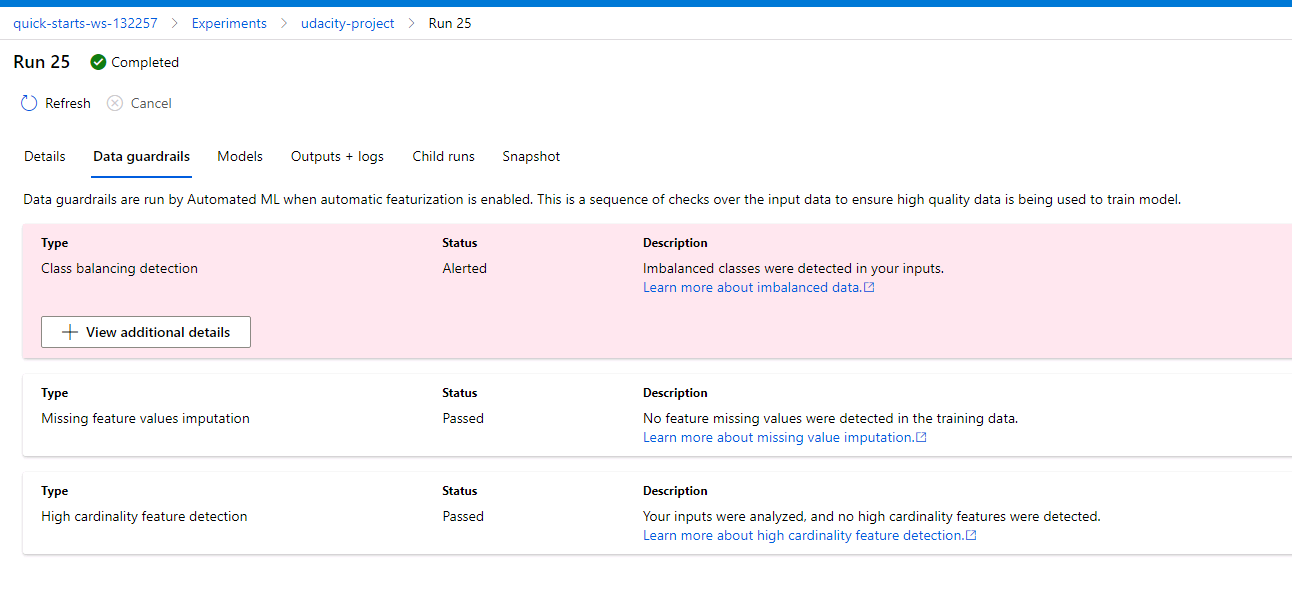 quick-starts-ws-132257 > Experiments > udacity-project > Run 25
Run 25 Completed
Refresh Cancel
Details Data guardrails Models Outputs + logs Child runs Snapshot
Data guardrails are run by Automated ML when automatic featurization is enabled. This is a sequence of checks over the input data to ensure high quality data is being used to train model.
Type Status Description
Class balancing detection Alerted Imbalanced classes were detected in your inputs.
Learn more about imbalanced data.
+ View additional details
Type Status Description
Missing feature values imputation Passed No feature missing values were detected in the training data.
Learn more about missing value imputation.
Type Status Description
High cardinality feature detection Passed Your inputs were analyzed, and no high cardinality features were detected.
Learn more about high cardinality feature detection.